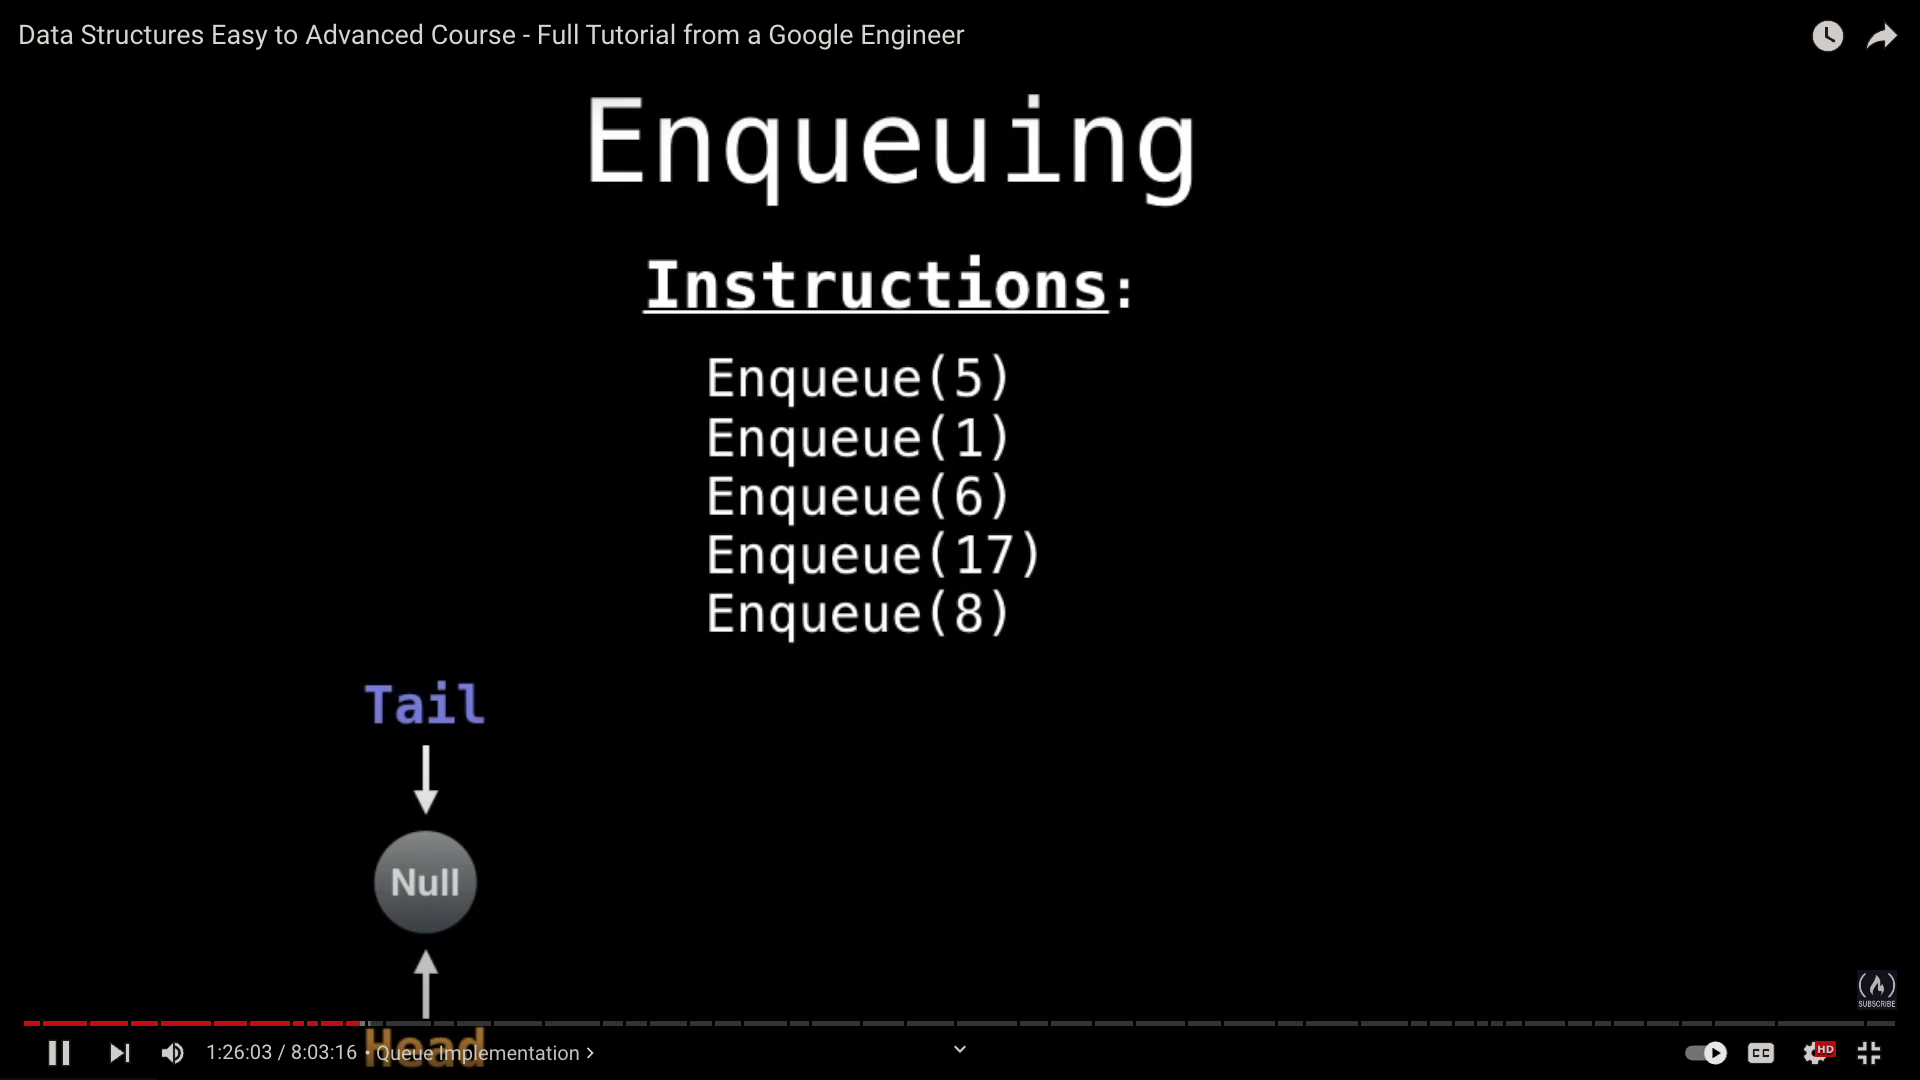 Data Structures Easy to Advanced Course - Full Tutorial from a Google Engineer
Enqueuing
Instructions:
Enqueue(5)
Enqueue(1)
Enqueue(6)
Enqueue(17)
Enqueue(8)
Tail
Null
Head
SUBSCRIBE
1:26:03 / 8:03:16 • Queue Implementation >
CC
HD